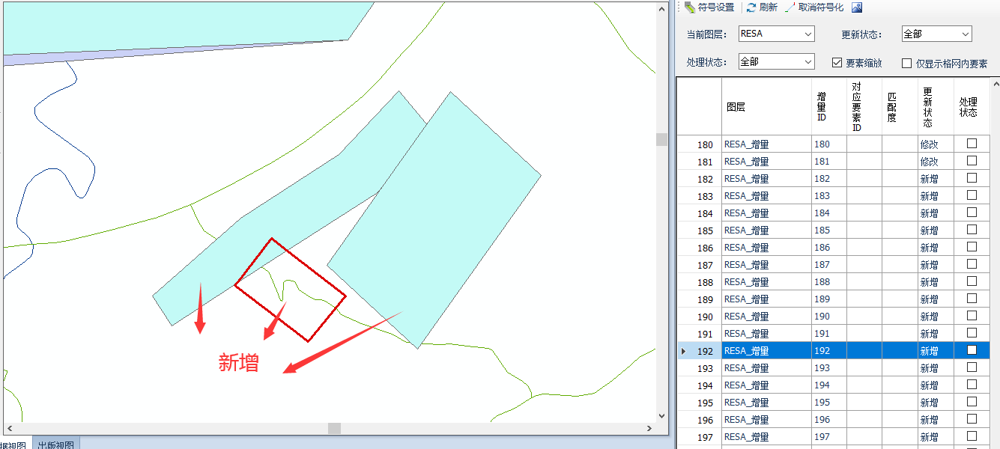 符号设置 刷新 取消符号化
当前图层： RESA 更新状态： 全部
处理状态： 全部 要素缩放 仅显示格网内要素
图层 增量ID 对应要素ID 匹配度 更新状态 处理状态
180 RESA_增量 180 修改
181 RESA_增量 181 修改
182 RESA_增量 182 新增
183 RESA_增量 183 新增
184 RESA_增量 184 新增
185 RESA_增量 185 新增
186 RESA_增量 186 新增
187 RESA_增量 187 新增
188 RESA_增量 188 新增
189 RESA_增量 189 新增
190 RESA_增量 190 新增
191 RESA_增量 191 新增
192 RESA_增量 192 新增
193 RESA_增量 193 新增
194 RESA_增量 194 新增
195 RESA_增量 195 新增
196 RESA_增量 196 新增
197 RESA_增量 197 新增
新增
据视图 出版视图